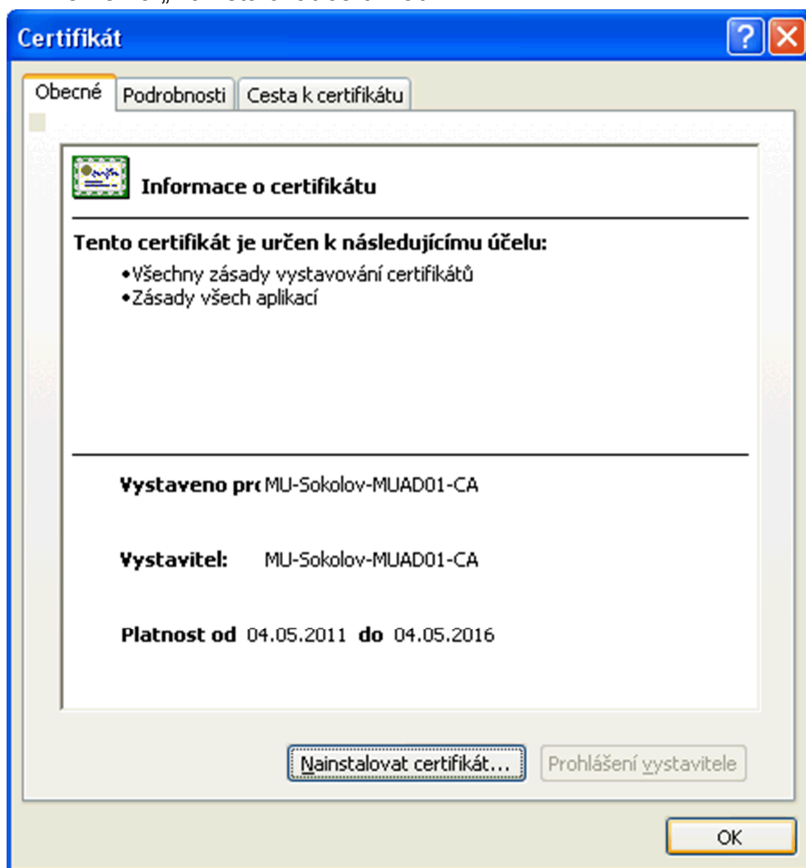 Certifikát
Obecné Podrobnosti Cesta k certifikátu
Informace o certifikátu
Tento certifikát je určen k následujícímu účelu:
•Všechny zásady vystavování certifikátů
•Zásady všech aplikací
Vystaveno pro MU-Sokolov-MUAD01-CA
Vystavitel: MU-Sokolov-MUAD01-CA
Platnost od 04.05.2011 do 04.05.2016
Nainstalovat certifikát... Prohlášení vystavitele
OK